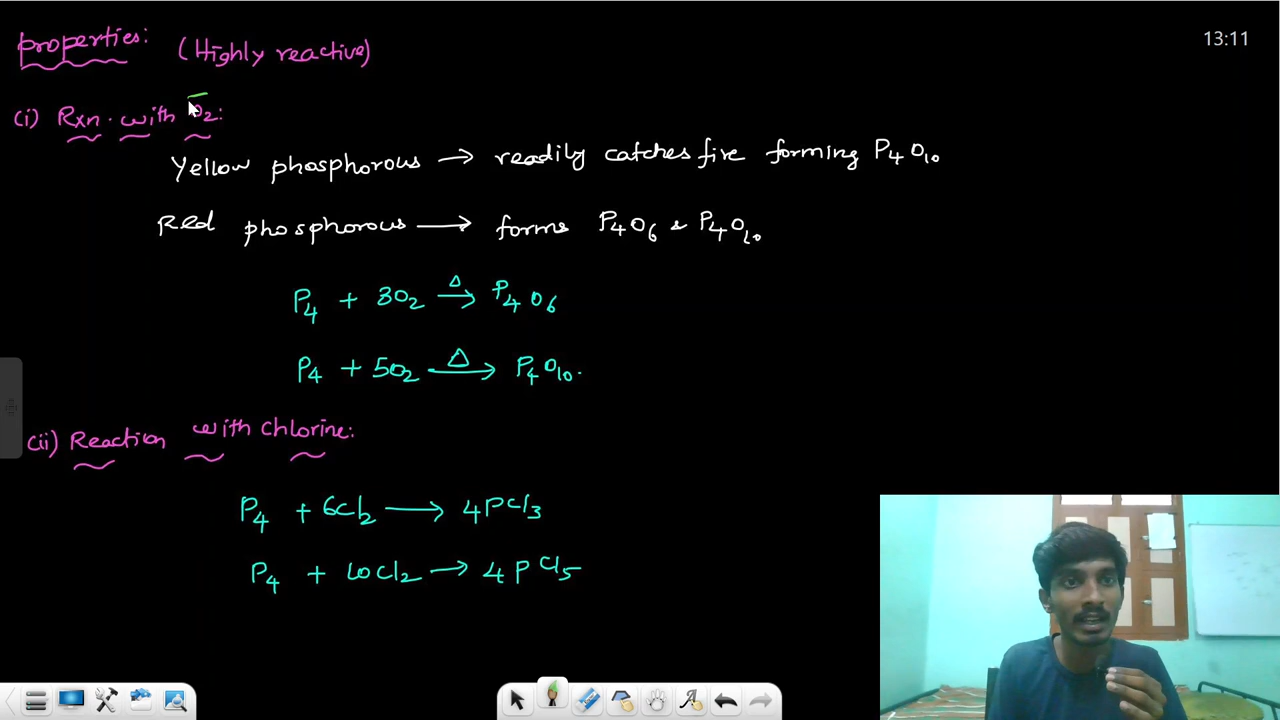 properties: (Highly reactive)
13:11
(i) Rxn. with O2:
Yellow phosphorous → readily catches fire forming P4O10
Red phosphorous → forms P4O6 & P4O10
P4 + 3O2 Δ→ P4O6
P4 + 5O2 Δ→ P4O10.
(ii) Reaction with Chlorine:
P4 + 6Cl2 → 4PCl3
P4 + 10Cl2 → 4PCl5